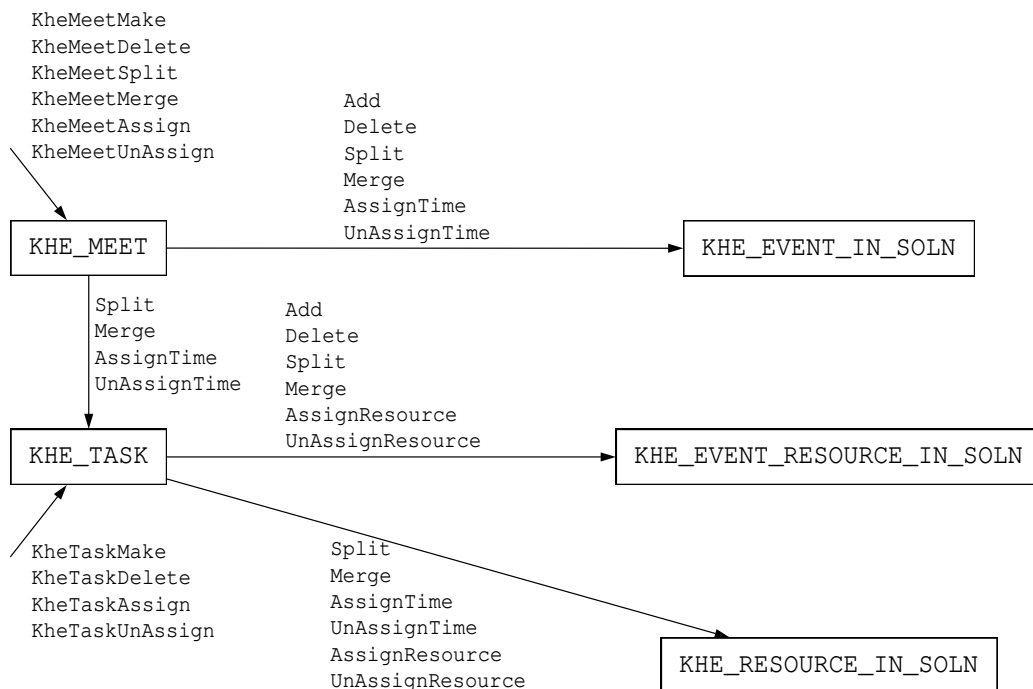 KheMeetMake
KheMeetDelete
KheMeetSplit
KheMeetMerge
KheMeetAssign
KheMeetUnAssign
Add
Delete
Split
Merge
AssignTime
UnAssignTime
KHE_MEET
KHE_EVENT_IN_SOLN
Split
Merge
AssignTime
UnAssignTime
Add
Delete
Split
Merge
AssignResource
UnAssignResource
KHE_TASK
KHE_EVENT_RESOURCE_IN_SOLN
KheTaskMake
KheTaskDelete
KheTaskAssign
KheTaskUnAssign
Split
Merge
AssignTime
UnAssignTime
AssignResource
UnAssignResource
KHE_RESOURCE_IN_SOLN